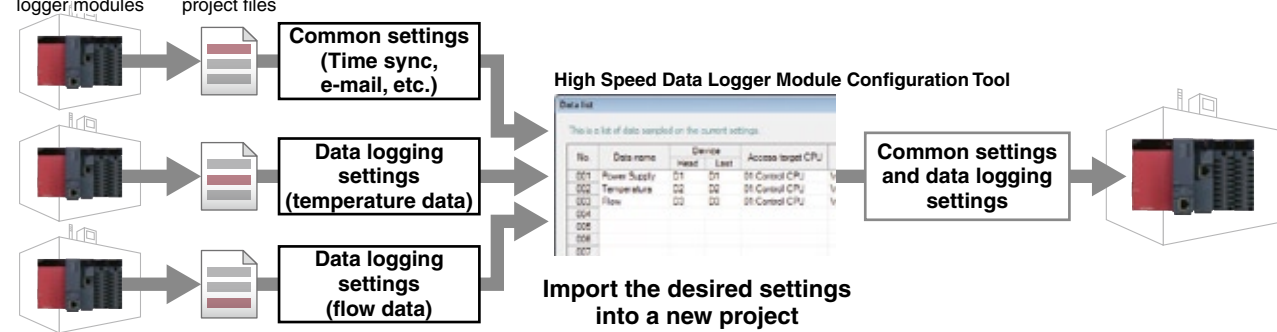 logger modules
project files
Common settings
(Time sync,
e-mail, etc.)
Data logging
settings
(temperature data)
Data logging
settings
(flow data)
High Speed Data Logger Module Configuration Tool
Data list
This is a list of data sampled on the current settings.
No. Data name Device Head Last Access target CPU
001 Power Supply D1 D1 01:Control CPU
002 Temperature D2 D2 01:Control CPU
003 Flow D3 D3 01:Control CPU
004
005
006
007
Import the desired settings
into a new project
Common settings
and data logging
settings